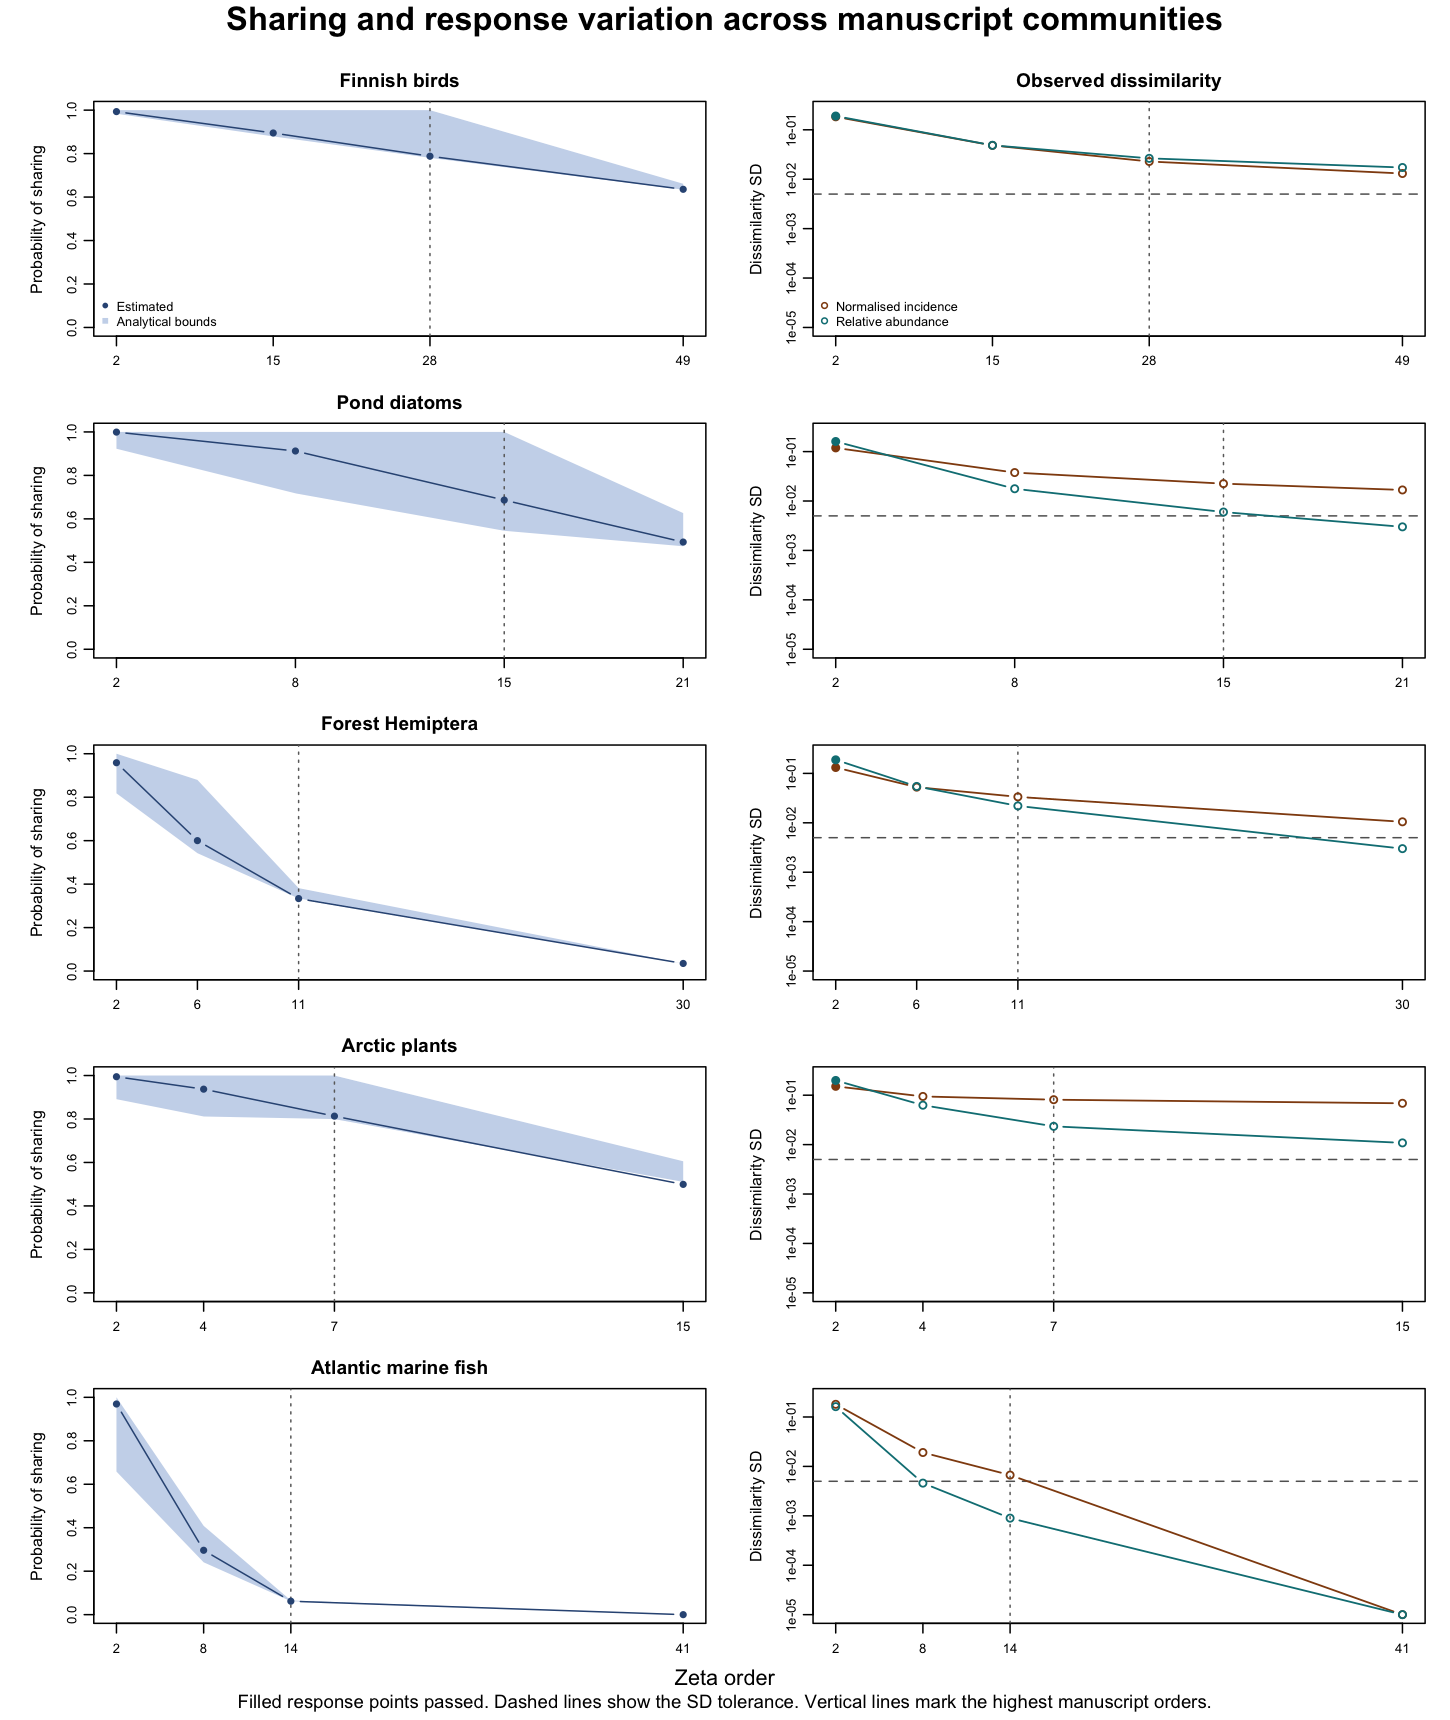 Sharing and response variation across manuscript communities
Finnish birds
Probability of sharing
1.0
0.8
0.6
0.4
0.2
0.0
Estimated
Analytical bounds
2 15 28 49
Observed dissimilarity
Dissimilarity SD
1e-01
1e-02
1e-03
1e-04
1e-05
Normalised incidence
Relative abundance
2 15 28 49
Pond diatoms
Probability of sharing
1.0
0.8
0.6
0.4
0.2
0.0
2 8 15 21
Dissimilarity SD
1e-01
1e-02
1e-03
1e-04
1e-05
2 8 15 21
Forest Hemiptera
Probability of sharing
1.0
0.8
0.6
0.4
0.2
0.0
2 6 11 30
Dissimilarity SD
1e-01
1e-02
1e-03
1e-04
1e-05
2 6 11 30
Arctic plants
Probability of sharing
1.0
0.8
0.6
0.4
0.2
0.0
2 4 7 15
Dissimilarity SD
1e-01
1e-02
1e-03
1e-04
1e-05
2 4 7 15
Atlantic marine fish
Probability of sharing
1.0
0.8
0.6
0.4
0.2
0.0
2 8 14 41
Dissimilarity SD
1e-01
1e-02
1e-03
1e-04
1e-05
2 8 14 41
Zeta order
Filled response points passed. Dashed lines show the SD tolerance. Vertical lines mark the highest manuscript orders.